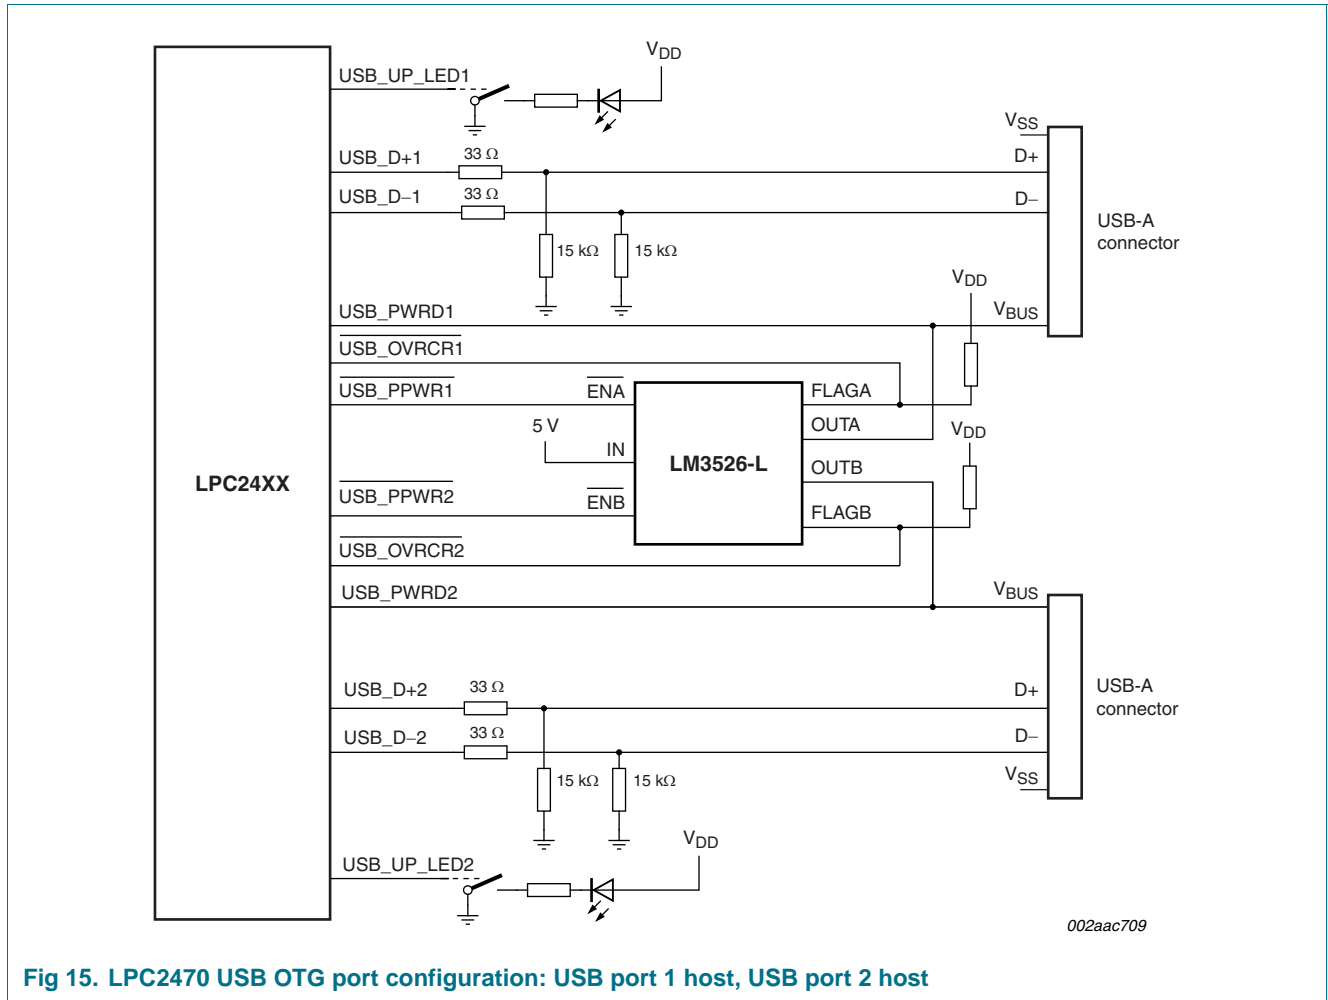 VDD
USB_UP_LED1
VSS
USB_D+1
33 Ω
D+
USB_D−1
33 Ω
D−
USB-A
connector
15 kΩ
15 kΩ
VDD
USB_PWRD1
VBUS
USB_OVRCR1
USB_PPWR1
ENA
FLAGA
5 V
OUTA
VDD
IN
LM3526-L
LPC24XX
OUTB
USB_PPWR2
ENB
FLAGB
USB_OVRCR2
USB_PWRD2
VBUS
USB_D+2
33 Ω
D+
USB-A
connector
USB_D−2
33 Ω
D−
15 kΩ
15 kΩ
VSS
VDD
USB_UP_LED2
002aac709
Fig 15. LPC2470 USB OTG port configuration: USB port 1 host, USB port 2 host